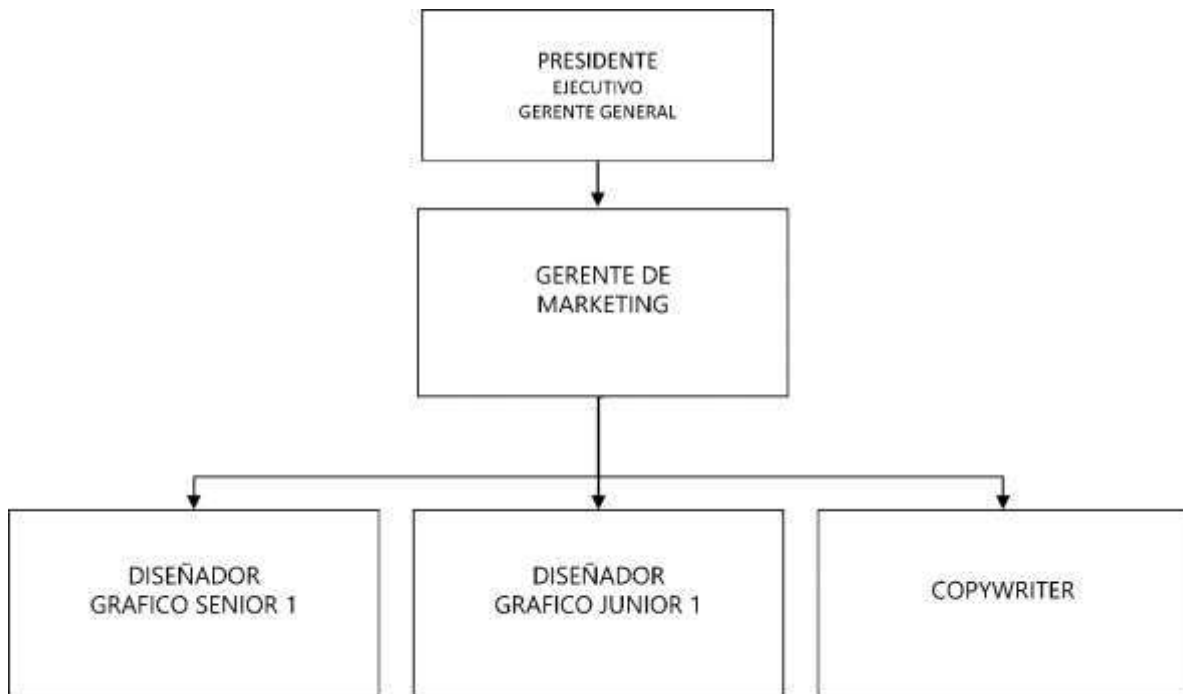 PRESIDENTE
EJECUTIVO
GERENTE GENERAL
GERENTE DE
MARKETING
DISEÑADOR
GRAFICO SENIOR 1
DISEÑADOR
GRAFICO JUNIOR 1
COPYWRITER